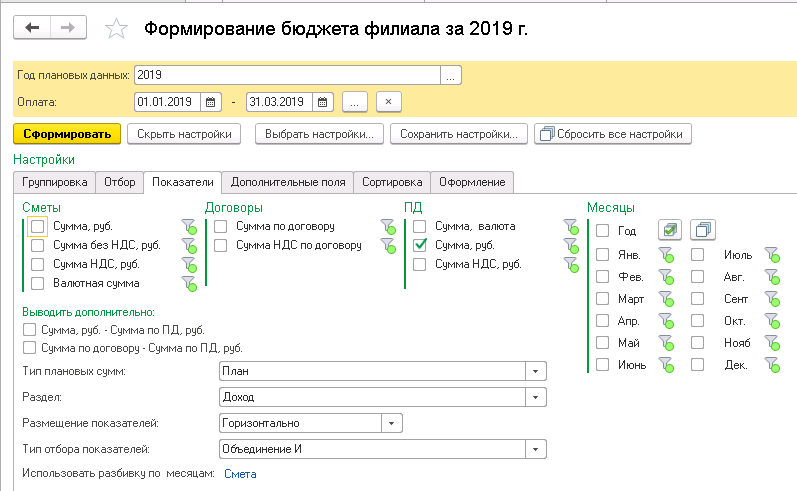 Формирование бюджета филиала за 2019 г.
Год плановых данных: 2019 ...
Оплата: 01.01.2019 - 31.03.2019 ... ×
Сформировать Скрыть настройки Выбрать настройки... Сохранить настройки... Сбросить все настройки
Настройки
Группировка Отбор Показатели Дополнительные поля Сортировка Оформление
Сметы Договоры ПД Месяцы
Сумма, руб. Сумма по договору Сумма, валюта Год
Сумма без НДС, руб. Сумма НДС по договору Сумма, руб.
Сумма НДС, руб. Сумма НДС, руб.
Валютная сумма
Янв. Июль
Фев. Авг.
Март Сент
Апр. Окт.
Май Нояб
Июнь Дек.
Выводить дополнительно:
Сумма, руб. - Сумма по ПД, руб.
Сумма по договору - Сумма по ПД, руб.
Тип плановых сумм: План
Раздел: Доход
Размещение показателей: Горизонтально
Тип отбора показателей: Объединение И
Использовать разбивку по месяцам: Смета